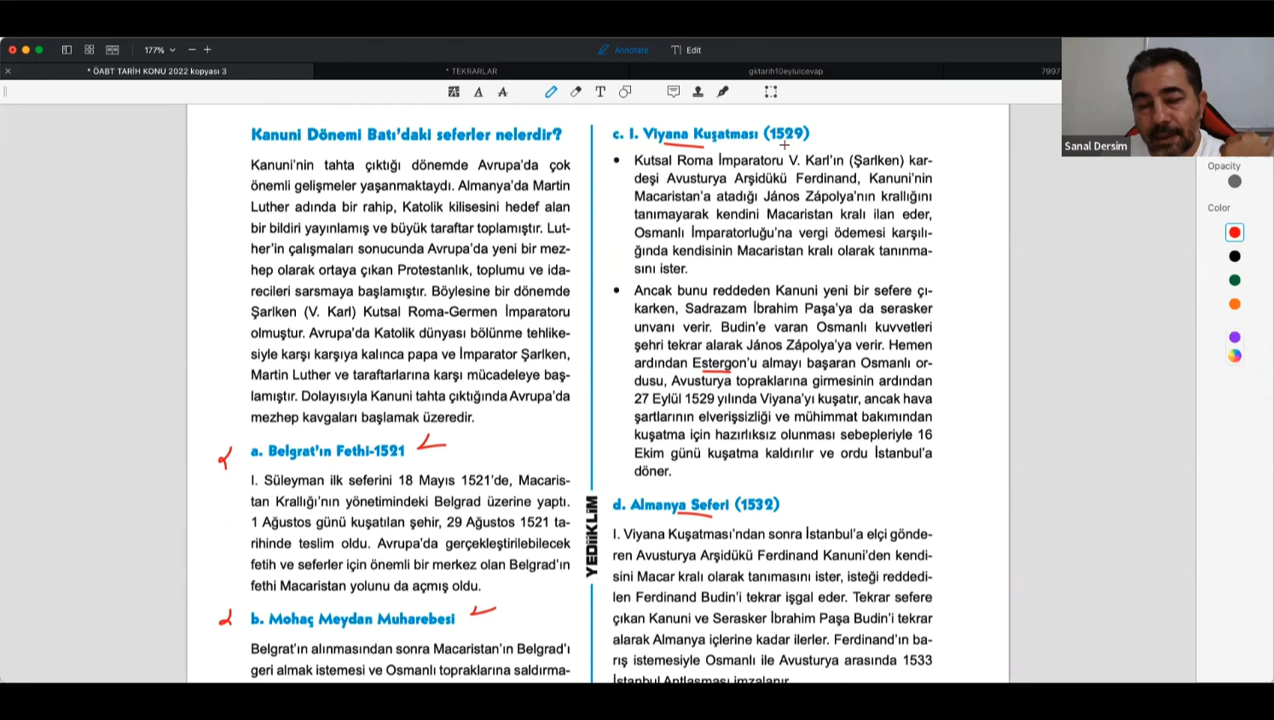 177%
Annotate
Edit
* ÖABT TARİH KONU 2022 kopyası 3
* TEKRARLAR
gktarih10eylulcevap
7997
Sanal Dersim
Opacity
Color
Kanuni Dönemi Batı'daki seferler nelerdir?
Kanuni'nin tahta çıktığı dönemde Avrupa'da çok
önemli gelişmeler yaşanmaktaydı. Almanya'da Martin
Luther adında bir rahip, Katolik kilisesini hedef alan
bir bildiri yayınlamış ve büyük taraftar toplamıştır. Lut-
her'in çalışmaları sonucunda Avrupa'da yeni bir mez-
hep olarak ortaya çıkan Protestanlık, toplumu ve ida-
recileri sarsmaya başlamıştır. Böylesine bir dönemde
Şarlken (V. Karl) Kutsal Roma-Germen İmparatoru
olmuştur. Avrupa'da Katolik dünyası bölünme tehlike-
siyle karşı karşıya kalınca papa ve İmparator Şarlken,
Martin Luther ve taraftarlarına karşı mücadeleye baş-
lamıştır. Dolayısıyla Kanuni tahta çıktığında Avrupa'da
mezhep kavgaları başlamak üzeredir.
a. Belgrat'ın Fethi-1521
I. Süleyman ilk seferini 18 Mayıs 1521'de, Macaris-
tan Krallığı'nın yönetimindeki Belgrad üzerine yaptı.
1 Ağustos günü kuşatılan şehir, 29 Ağustos 1521 ta-
rihinde teslim oldu. Avrupa'da gerçekleştirilebilecek
fetih ve seferler için önemli bir merkez olan Belgrad'ın
fethi Macaristan yolunu da açmış oldu.
b. Mohaç Meydan Muharebesi
Belgrat'ın alınmasından sonra Macaristan'ın Belgrad'ı
geri almak istemesi ve Osmanlı topraklarına saldırma-
YEDİİKLİM
c. I. Viyana Kuşatması (1529)
• Kutsal Roma İmparatoru V. Karl'ın (Şarlken) kar-
deşi Avusturya Arşidükü Ferdinand, Kanuni'nin
Macaristan'a atadığı János Zápolya'nın krallığını
tanımayarak kendini Macaristan kralı ilan eder,
Osmanlı İmparatorluğu'na vergi ödemesi karşılı-
ğında kendisinin Macaristan kralı olarak tanınma-
sını ister.
• Ancak bunu reddeden Kanuni yeni bir sefere çı-
karken, Sadrazam İbrahim Paşa'ya da serasker
unvanı verir. Budin'e varan Osmanlı kuvvetleri
şehri tekrar alarak János Zápolya'ya verir. Hemen
ardından Estergon'u almayı başaran Osmanlı or-
dusu, Avusturya topraklarına girmesinin ardından
27 Eylül 1529 yılında Viyana'yı kuşatır, ancak hava
şartlarının elverişsizliği ve mühimmat bakımından
kuşatma için hazırlıksız olunması sebepleriyle 16
Ekim günü kuşatma kaldırılır ve ordu İstanbul'a
döner.
d. Almanya Seferi (1532)
I. Viyana Kuşatması'ndan sonra İstanbul'a elçi gönde-
ren Avusturya Arşidükü Ferdinand Kanuni'den kendi-
sini Macar kralı olarak tanımasını ister, isteği reddedi-
len Ferdinand Budin'i tekrar işgal eder. Tekrar sefere
çıkan Kanuni ve Serasker İbrahim Paşa Budin'i tekrar
alarak Almanya içlerine kadar ilerler. Ferdinand'ın ba-
rış istemesiyle Osmanlı ile Avusturya arasında 1533
İstanbul Antlaşması imzalanır.